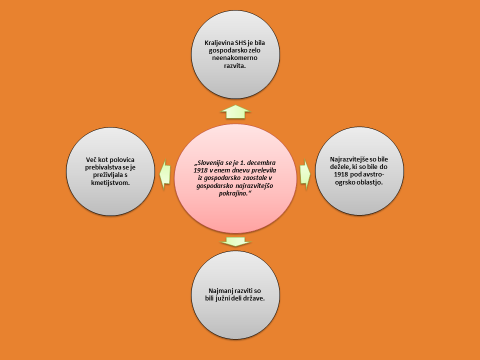 Kraljevina SHS je bila
gospodarsko zelo
neenakomerno
razvita.
Več kot polovica
prebivalstva se je
preživljala s
kmetijstvom.
„Slovenija se je 1. decembra
1918 v enem dnevu prelevila
iz gospodarsko zaostale v
gospodarsko najrazvitejšo
pokrajino.“
Najrazvitejše so bile
dežele, ki so bile do
1918 pod avstro-
ogrsko oblastjo.
Najmanj razviti so
bili južni deli države.